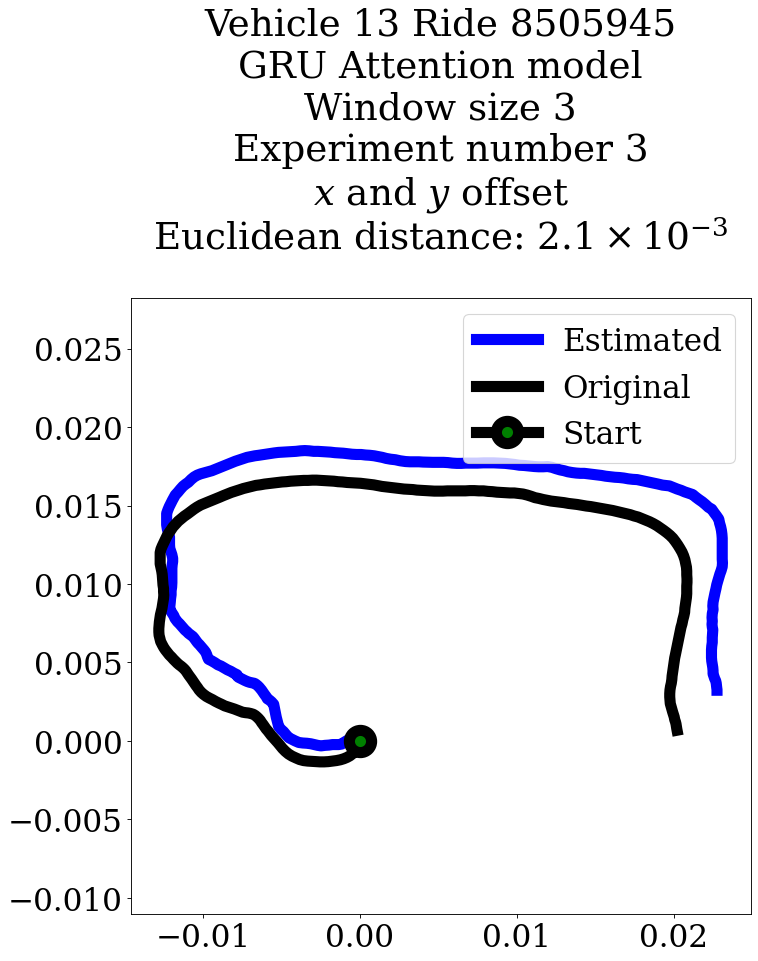 Vehicle 13 Ride 8505945
GRU Attention model
Window size 3
Experiment number 3
x and y offset
Euclidean distance: 2.1 × 10⁻³
Estimated
Original
Start
0.025
0.020
0.015
0.010
0.005
0.000
−0.005
−0.010
−0.01 0.00 0.01 0.02